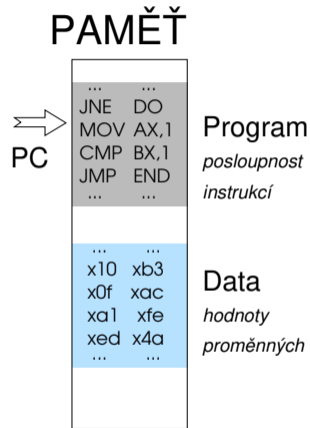 PAMĚŤ
... ...
JNE DO
MOV AX,1
CMP BX,1
JMP END
... ...
PC
Program
posloupnost
instrukcí
... ...
x10 xb3
x0f xac
xa1 xfe
xed x4a
... ...
Data
hodnoty
proměnných